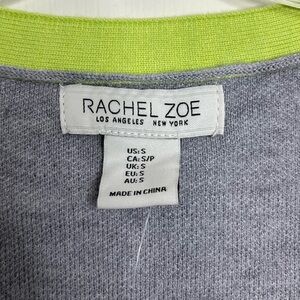 RACHEL ZOE
LOS ANGELES NEW YORK
US: S
CA: S/P
UK: S
EU: S
AU: S
MADE IN CHINA